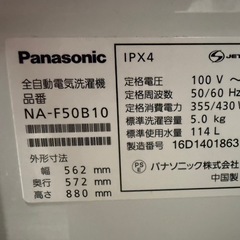 Panasonic
全自動電気洗濯機
品番
NA-F50B10
外形寸法
幅 562 mm
奥行 572 mm
高さ 880 mm
IPX4
JET
定格電圧 100 V~
定格周波数 50/60 Hz
定格消費電力 355/430 W
標準洗濯容量 5.0 kg
標準使用水量 114 L
製造番号 16D1401863
パナソニック株式会
中国製